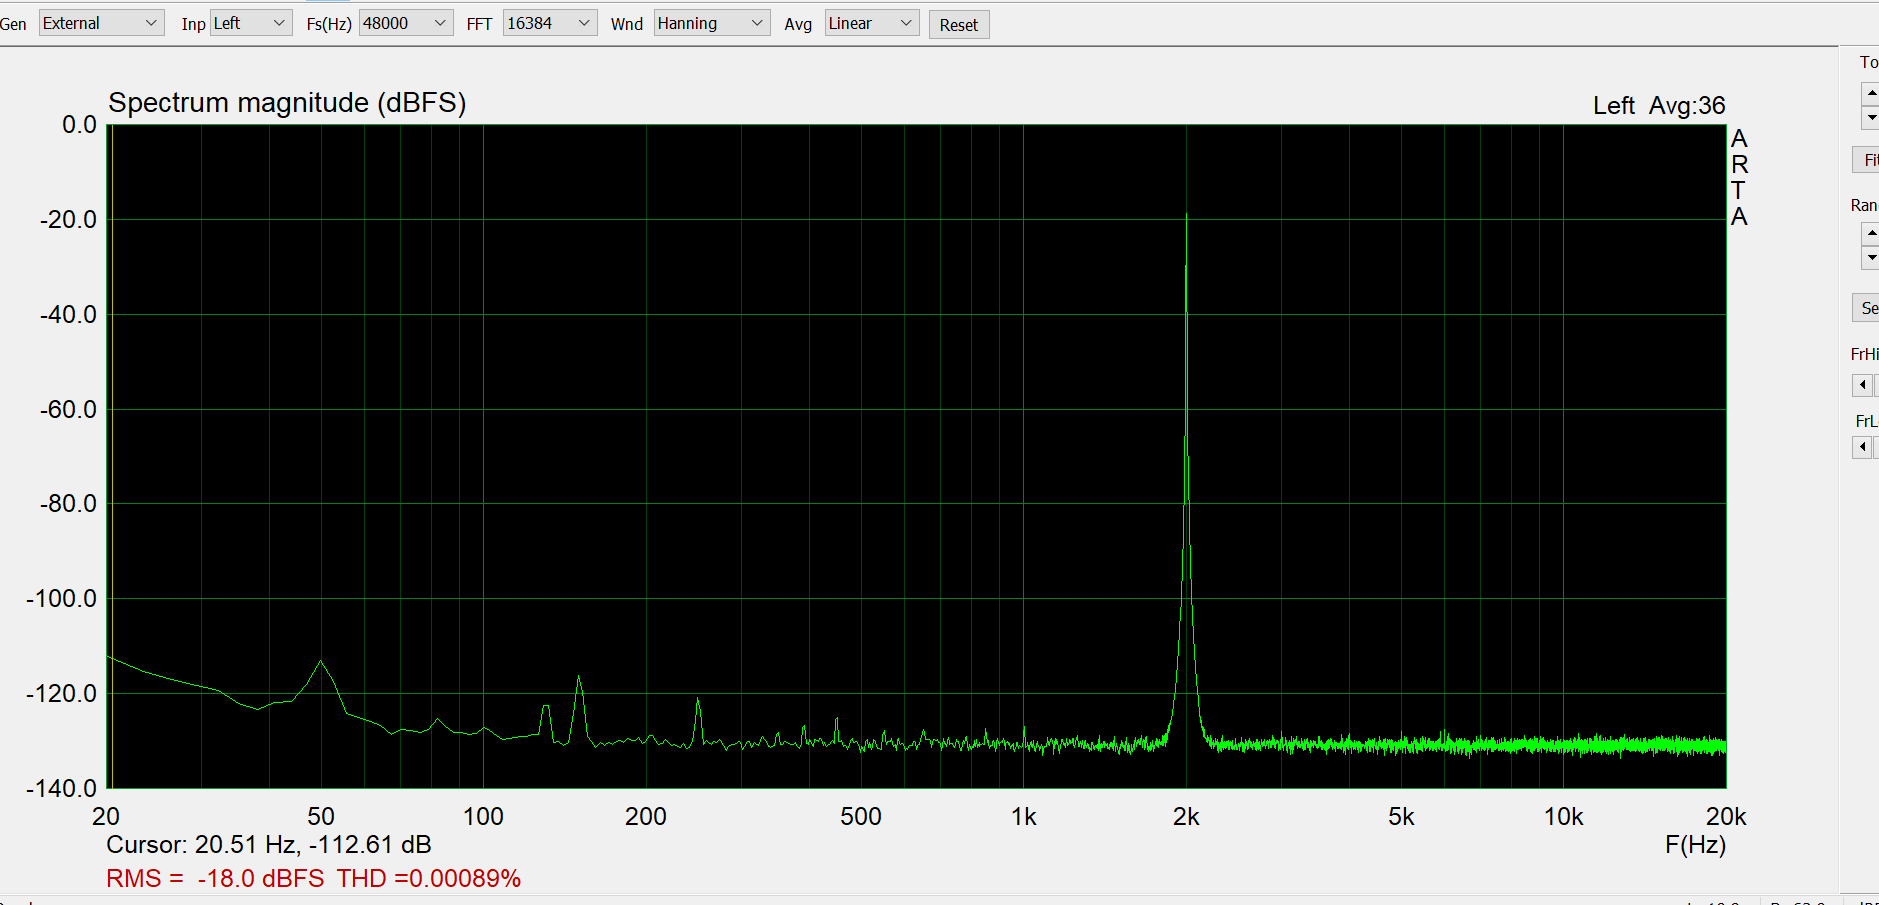 Gen External Inp Left Fs(Hz) 48000 FFT 16384 Wnd Hanning Avg Linear Reset
Spectrum magnitude (dBFS)
Left Avg:36
A
R
T
A
0.0
-20.0
-40.0
-60.0
-80.0
-100.0
-120.0
-140.0
20 50 100 200 500 1k 2k 5k 10k 20k
Cursor: 20.51 Hz, -112.61 dB
F(Hz)
RMS = -18.0 dBFS THD =0.00089%
To
Fit
Ran
Se
FrHi
FrL